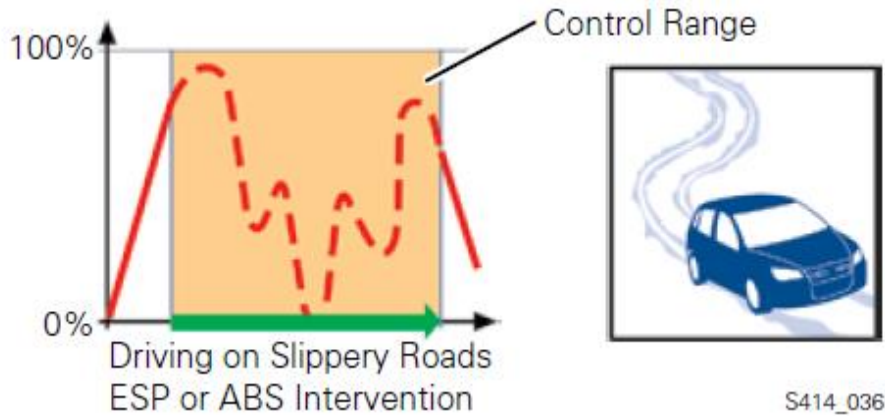 Control Range
100%
0%
Driving on Slippery Roads
ESP or ABS Intervention
S414_036